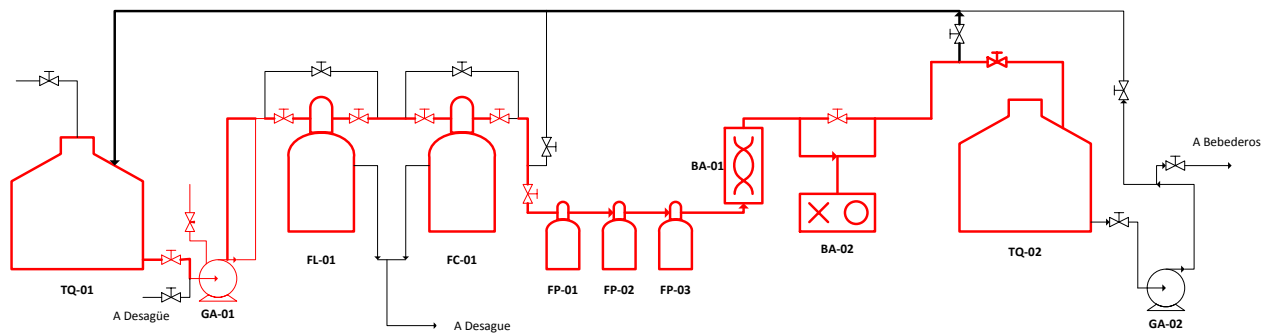 A Bebederos
BA-01
BA-02
TQ-02
FL-01
FC-01
TQ-01
FP-01
FP-02
FP-03
GA-01
A Desagüe
GA-02
A Desague